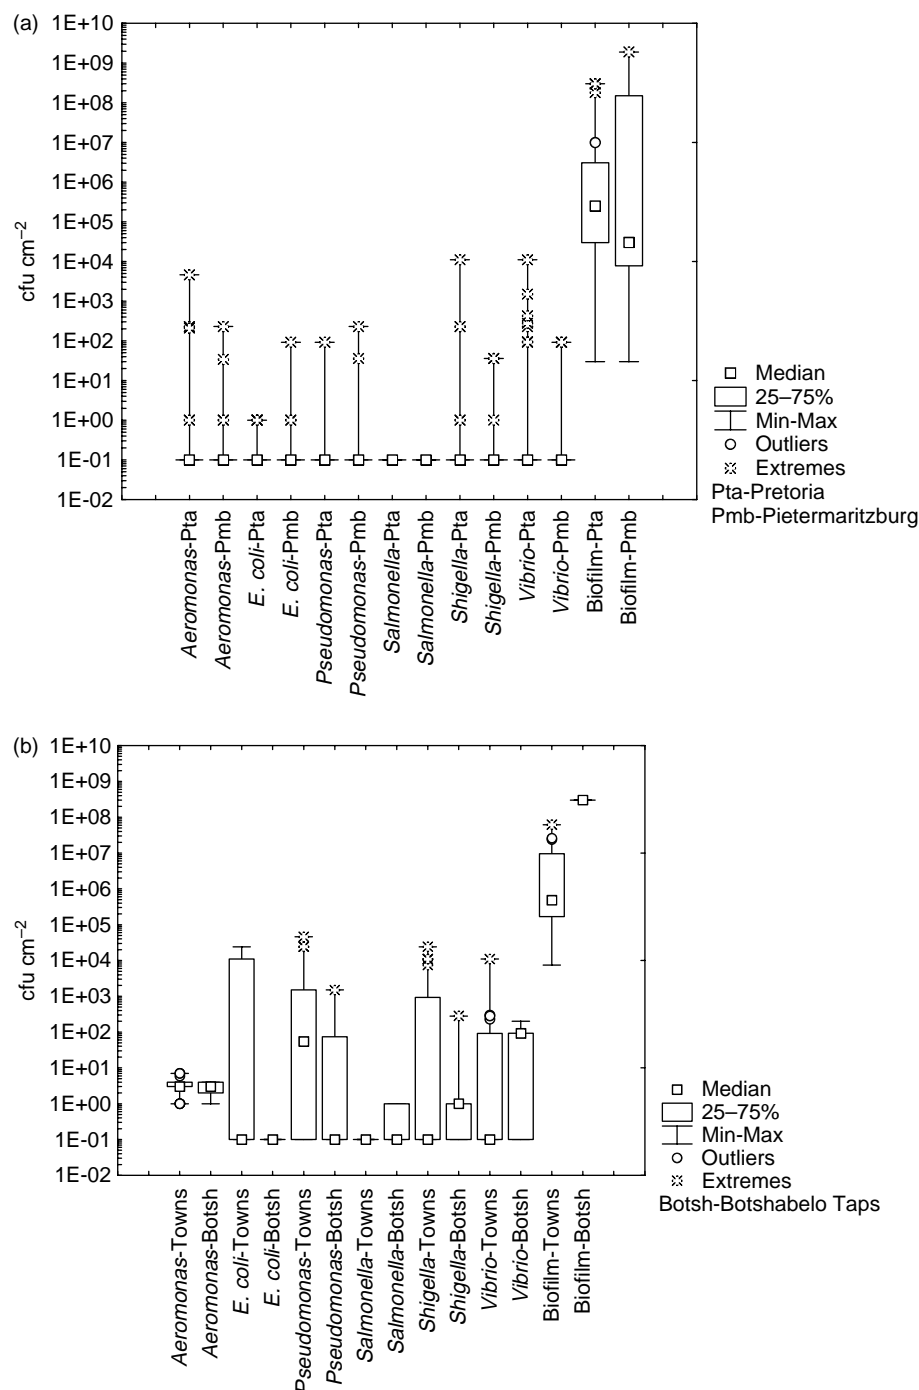 (a)
1E+10
1E+09
1E+08
1E+07
1E+06
1E+05
1E+04
1E+03
1E+02
1E+01
1E+00
1E-01
1E-02
cfu cm−2
Aeromonas-Pta
Aeromonas-Pmb
E. coli-Pta
E. coli-Pmb
Pseudomonas-Pta
Pseudomonas-Pmb
Salmonella-Pta
Salmonella-Pmb
Shigella-Pta
Shigella-Pmb
Vibrio-Pta
Vibrio-Pmb
Biofilm-Pta
Biofilm-Pmb
Median
25–75%
Min-Max
Outliers
Extremes
Pta-Pretoria
Pmb-Pietermaritzburg
(b)
1E+10
1E+09
1E+08
1E+07
1E+06
1E+05
1E+04
1E+03
1E+02
1E+01
1E+00
1E-01
1E-02
cfu cm−2
Aeromonas-Towns
Aeromonas-Botsh
E. coli-Towns
E. coli-Botsh
Pseudomonas-Towns
Pseudomonas-Botsh
Salmonella-Towns
Salmonella-Botsh
Shigella-Towns
Shigella-Botsh
Vibrio-Towns
Vibrio-Botsh
Biofilm-Towns
Biofilm-Botsh
Median
25–75%
Min-Max
Outliers
Extremes
Botsh-Botshabelo Taps